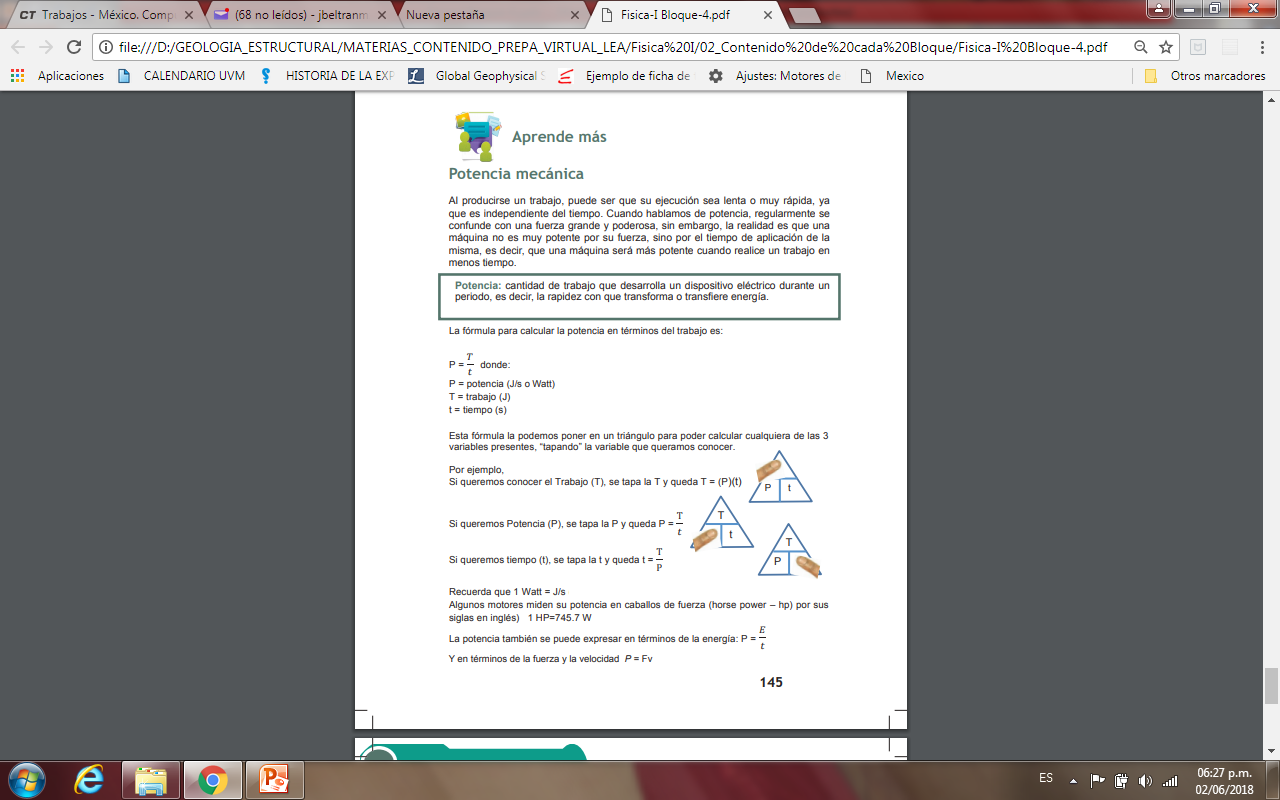 CT Trabajos - México. Comp
(68 no leídos) - jbeltranm
Nueva pestaña
Fisica-I Bloque-4.pdf
file:///D:/GEOLOGIA_ESTRUCTURAL/MATERIAS_CONTENIDO_PREPA_VIRTUAL_LEA/Fisica%20I/02_Contenido%20de%20cada%20Bloque/Fisica-I%20Bloque-4.pdf
Aplicaciones
CALENDARIO UVM
HISTORIA DE LA EXP
Global Geophysical S
Ejemplo de ficha de
Ajustes: Motores de
Mexico
Otros marcadores
Aprende más
Potencia mecánica
Al producirse un trabajo, puede ser que su ejecución sea lenta o muy rápida, ya
que es independiente del tiempo. Cuando hablamos de potencia, regularmente se
confunde con una fuerza grande y poderosa, sin embargo, la realidad es que una
máquina no es muy potente por su fuerza, sino por el tiempo de aplicación de la
misma, es decir, que una máquina será más potente cuando realice un trabajo en
menos tiempo.
Potencia: cantidad de trabajo que desarrolla un dispositivo eléctrico durante un
periodo, es decir, la rapidez con que transforma o transfiere energía.
La fórmula para calcular la potencia en términos del trabajo es:
P = T/t donde:
P = potencia (J/s o Watt)
T = trabajo (J)
t = tiempo (s)
Esta fórmula la podemos poner en un triángulo para poder calcular cualquiera de las 3
variables presentes, “tapando” la variable que queramos conocer.
Por ejemplo,
Si queremos conocer el Trabajo (T), se tapa la T y queda T = (P)(t)
P t
Si queremos Potencia (P), se tapa la P y queda P = T/t
T
t
Si queremos tiempo (t), se tapa la t y queda t = T/P
T
P
Recuerda que 1 Watt = J/s
Algunos motores miden su potencia en caballos de fuerza (horse power – hp) por sus
siglas en inglés) 1 HP=745.7 W
La potencia también se puede expresar en términos de la energía: P = E/t
Y en términos de la fuerza y la velocidad P = Fv
145
ES
06:27 p.m.
02/06/2018